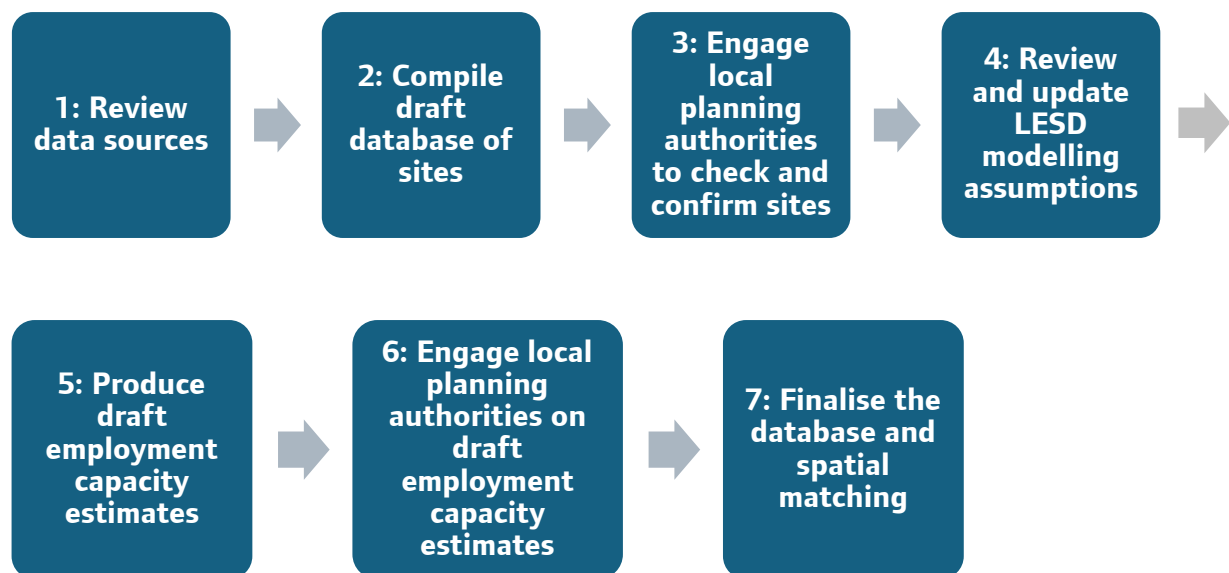 1: Review
data sources
2: Compile
draft
database of
sites
3: Engage
local
planning
authorities
to check and
confirm sites
4: Review
and update
LESD
modelling
assumptions
5: Produce
draft
employment
capacity
estimates
6: Engage local
planning
authorities on
draft
employment
capacity
estimates
7: Finalise the
database and
spatial
matching